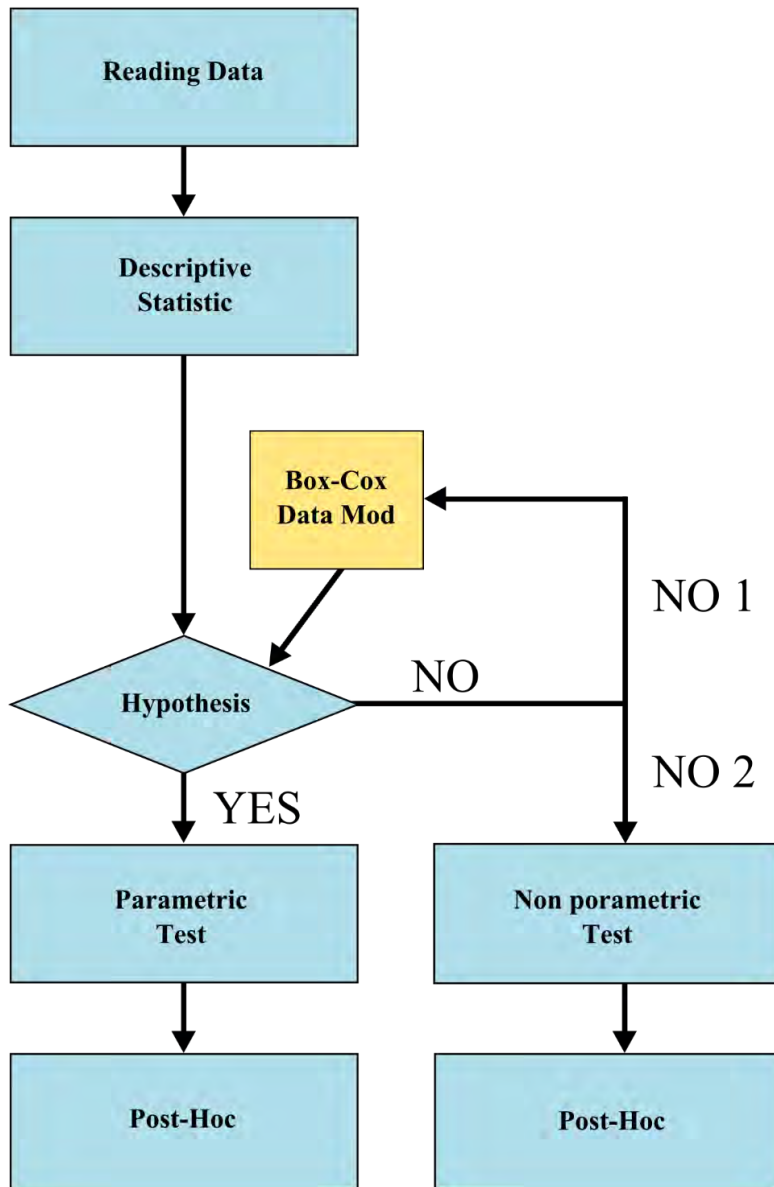 Reading Data
Descriptive
Statistic
Box-Cox
Data Mod
NO 1
Hypothesis
NO
NO 2
YES
Parametric
Test
Non porametric
Test
Post-Hoc
Post-Hoc